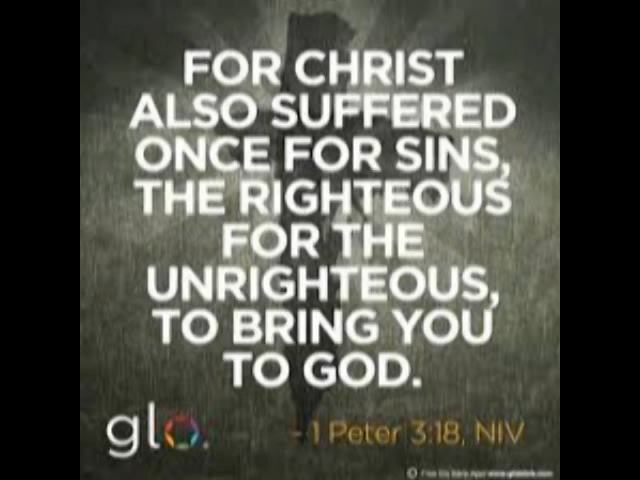 FOR CHRIST
ALSO SUFFERED
ONCE FOR SINS,
THE RIGHTEOUS
FOR THE
UNRIGHTEOUS,
TO BRING YOU
TO GOD.
glo.
- 1 Peter 3:18, NIV